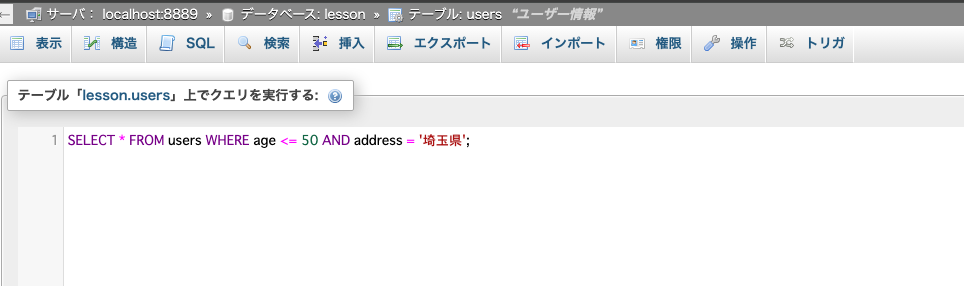 サーバ： localhost:8889 » データベース: lesson » テーブル: users “ユーザー情報”
表示 構造 SQL 検索 挿入 エクスポート インポート 権限 操作 トリガ
テーブル「lesson.users」上でクエリを実行する:
1 SELECT * FROM users WHERE age <= 50 AND address = '埼玉県';